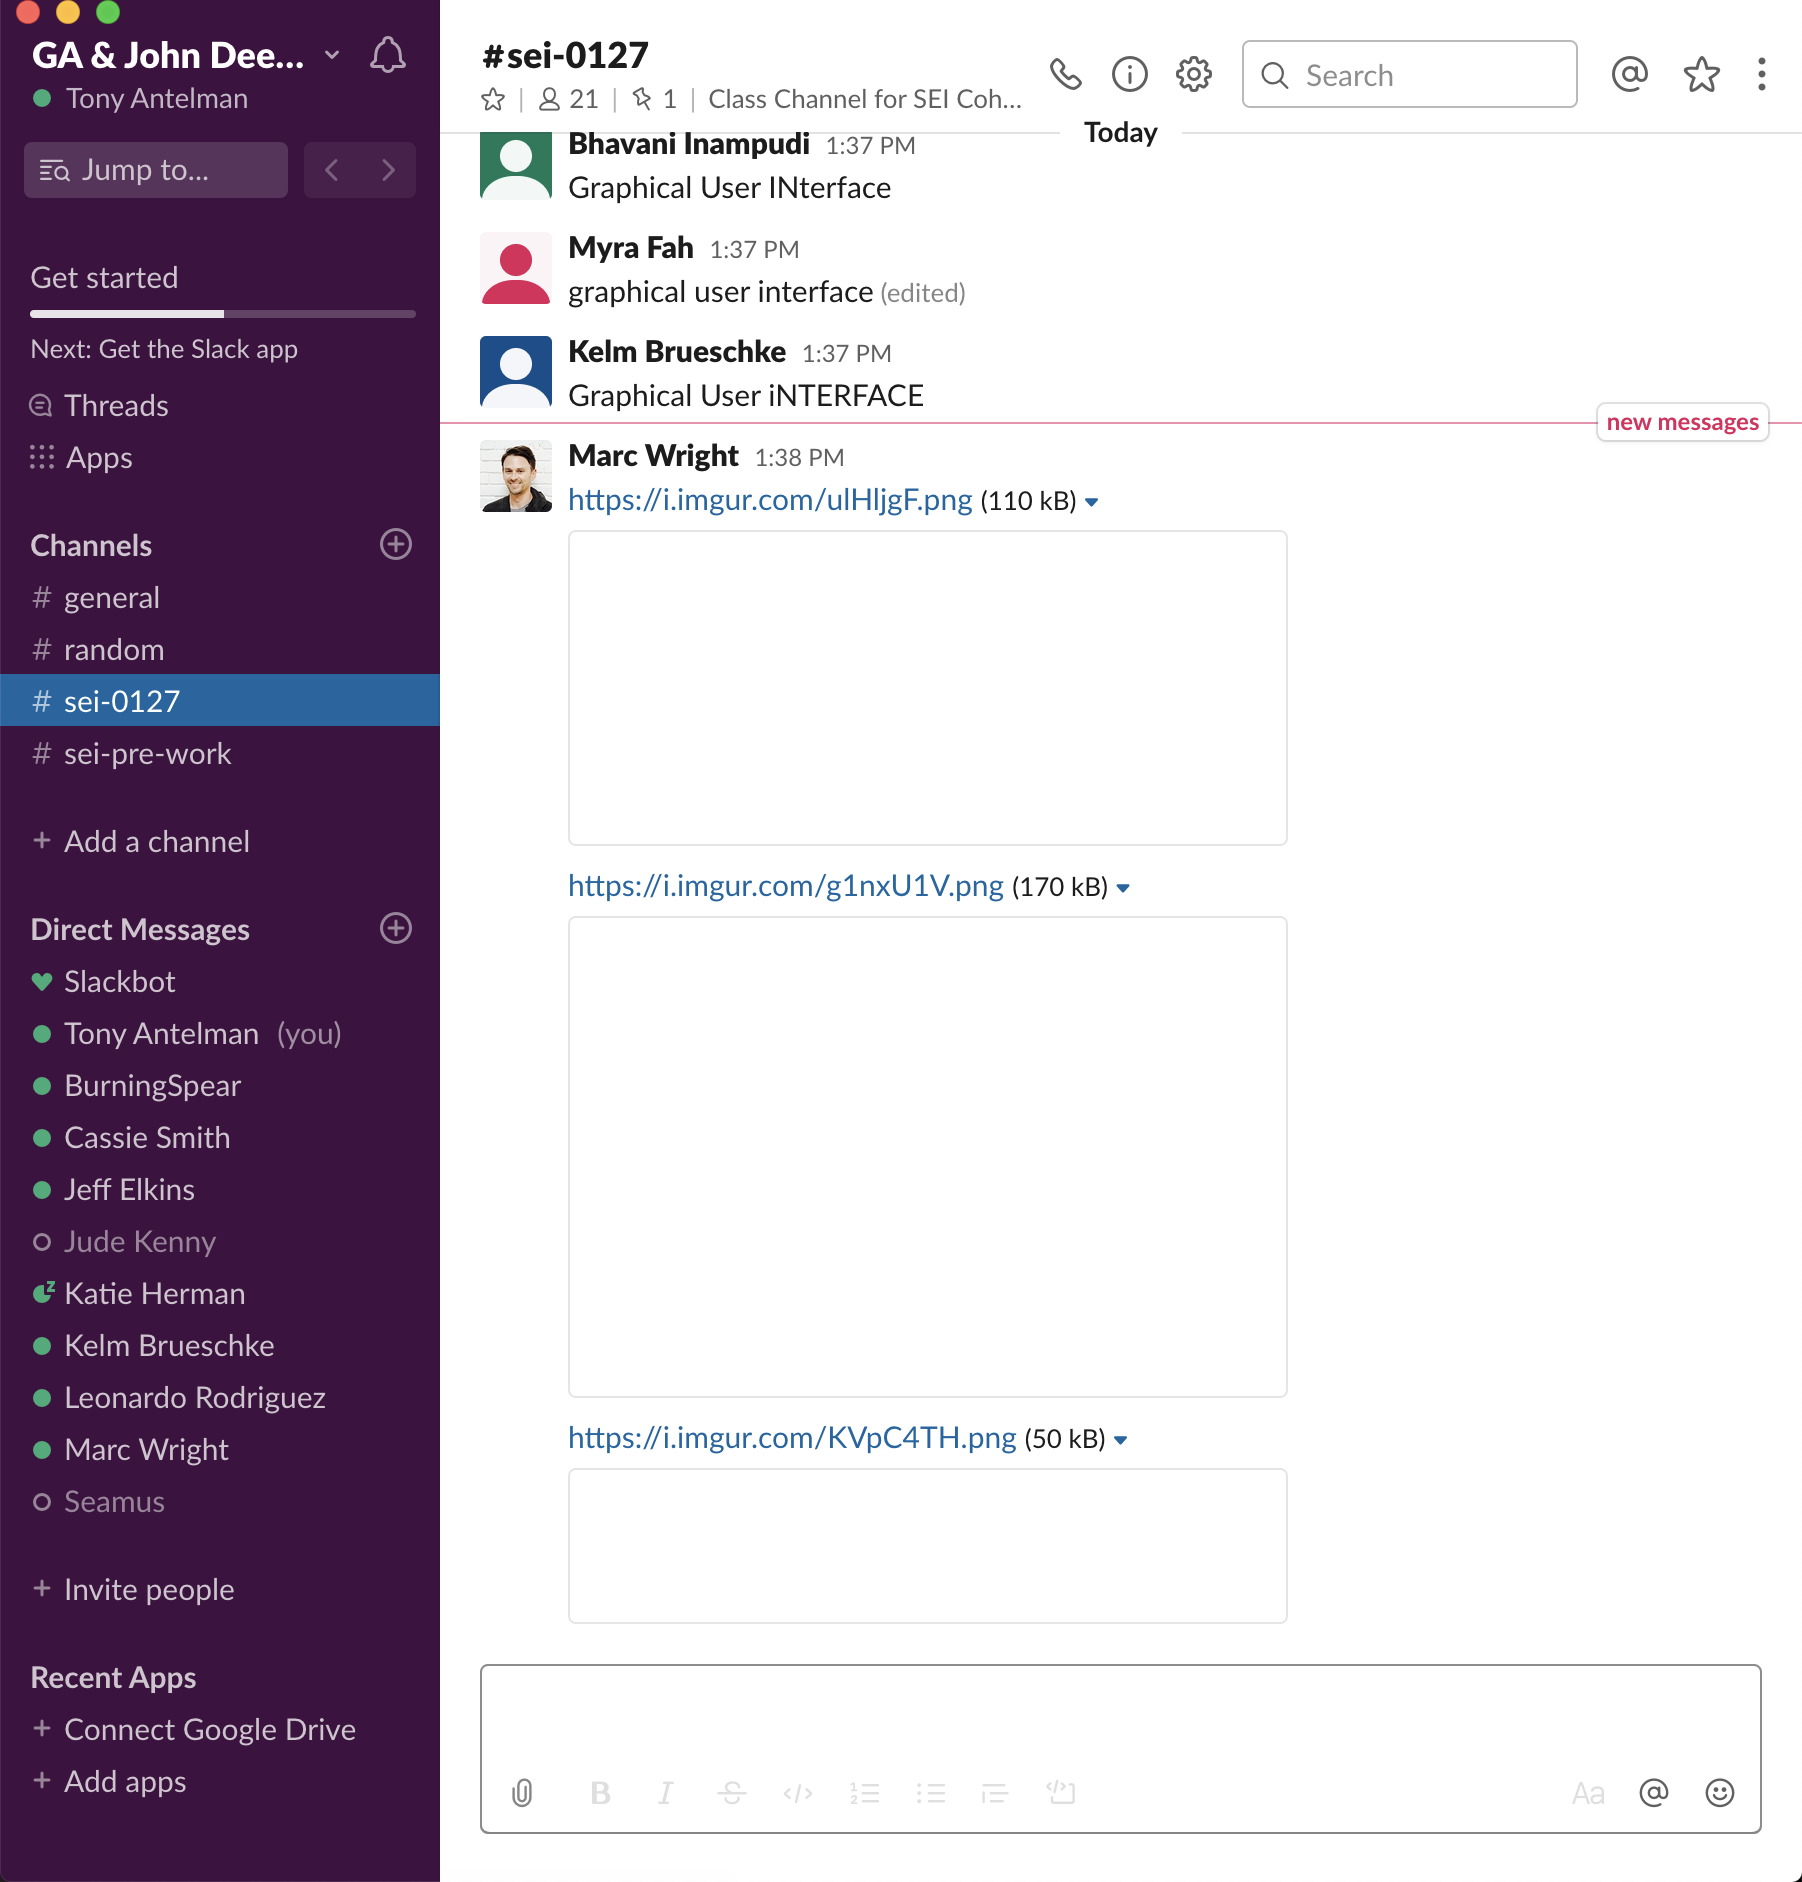 GA & John Dee...
Tony Antelman
Jump to...
Get started
Next: Get the Slack app
Threads
Apps
Channels
# general
# random
# sei-0127
# sei-pre-work
+ Add a channel
Direct Messages
Slackbot
Tony Antelman (you)
BurningSpear
Cassie Smith
Jeff Elkins
Jude Kenny
Katie Herman
Kelm Brueschke
Leonardo Rodriguez
Marc Wright
Seamus
+ Invite people
Recent Apps
+ Connect Google Drive
+ Add apps
#sei-0127
21 | 1 | Class Channel for SEI Coh...
Search
Today
Bhavani Inampudi 1:37 PM
Graphical User INterface
Myra Fah 1:37 PM
graphical user interface (edited)
Kelm Brueschke 1:37 PM
Graphical User iNTERFACE
new messages
Marc Wright 1:38 PM
https://i.imgur.com/ulHljgF.png (110 kB)
https://i.imgur.com/g1nxU1V.png (170 kB)
https://i.imgur.com/KVpC4TH.png (50 kB)
B I S </> Aa @